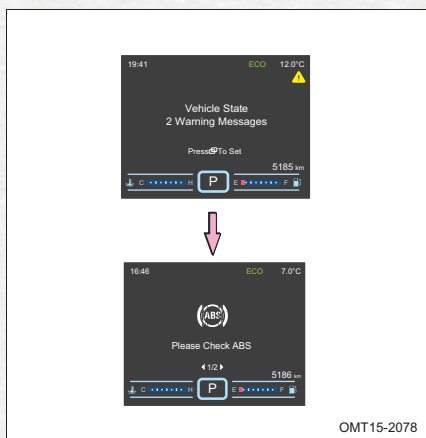 19:41 ECO 12.0°C
Vehicle State
2 Warning Messages
Press To Set
5185 km
C H P E F
16:46 ECO 7.0°C
(ABS)
Please Check ABS
1/2
5186 km
C H P E F
OMT15-2078